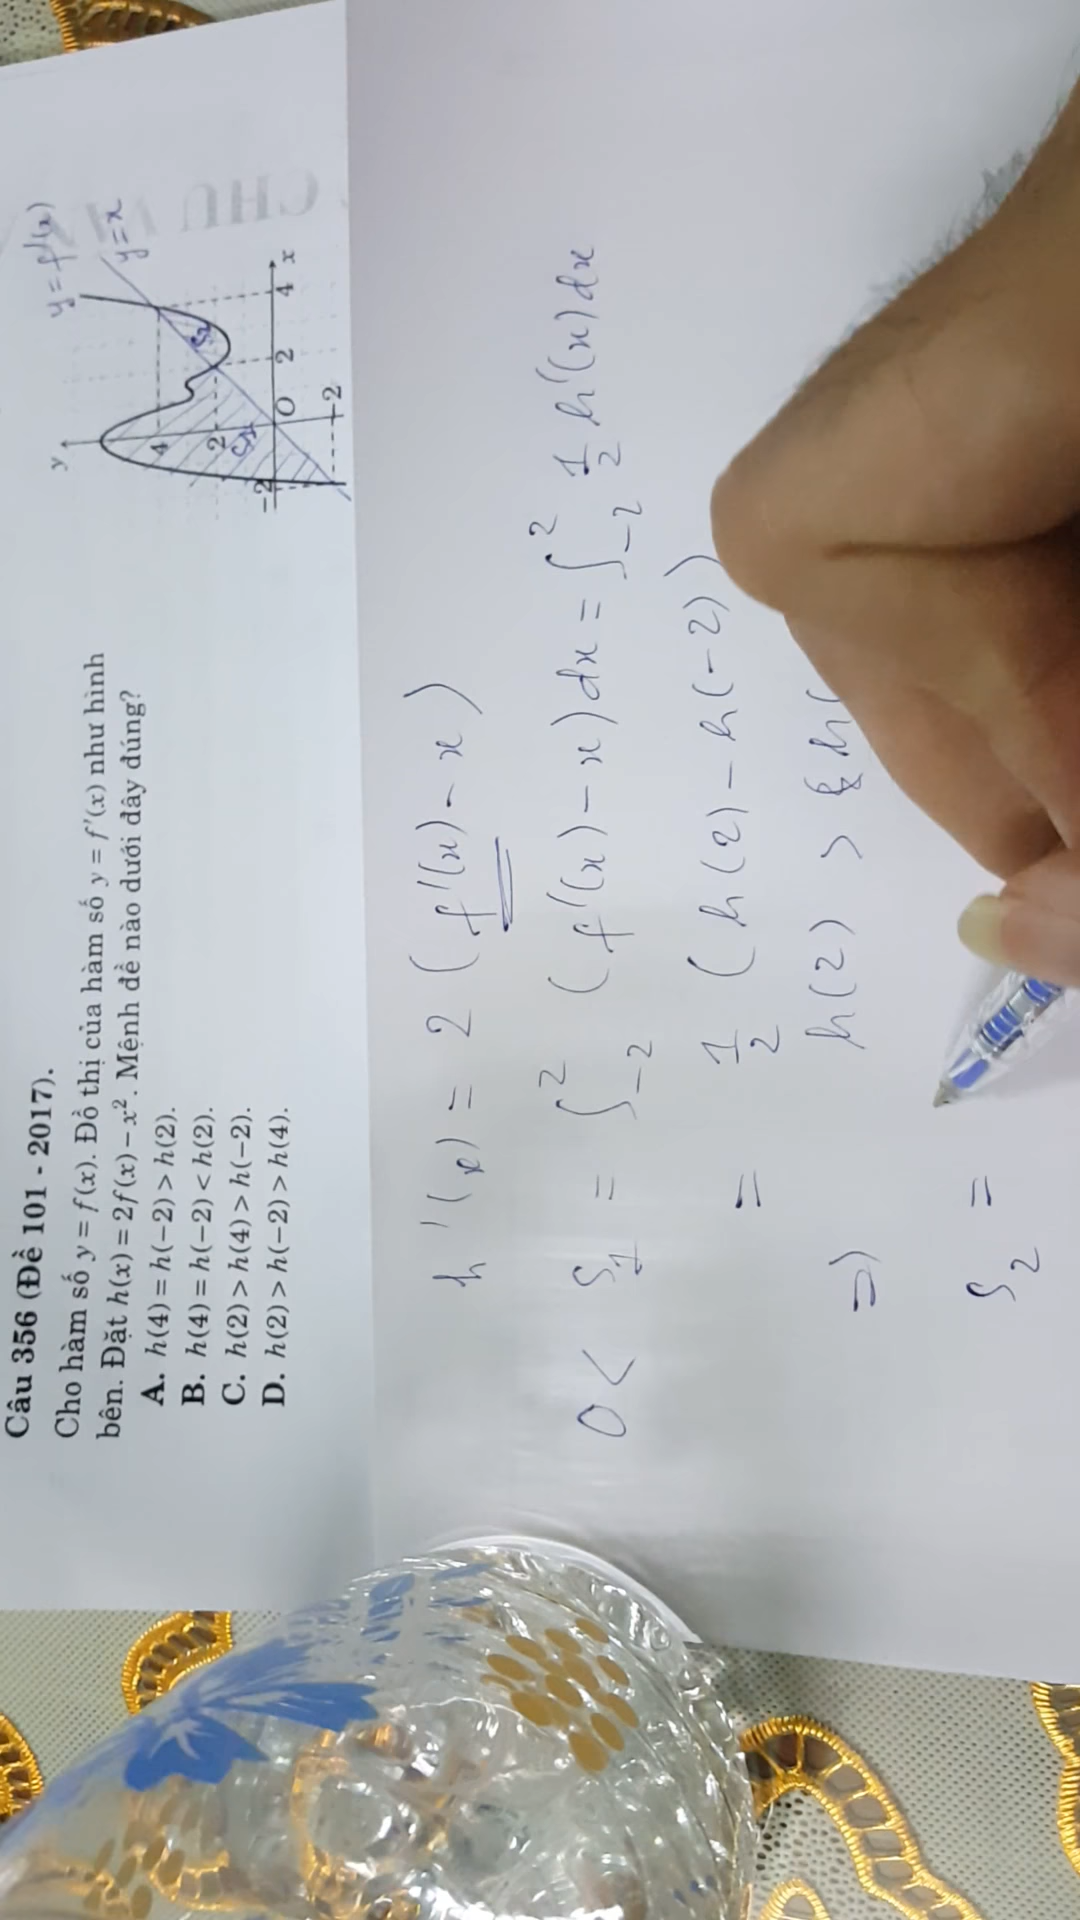 Câu 356 (Đề 101 - 2017).
Cho hàm số y = f(x). Đồ thị của hàm số y = f'(x) như hình
bên. Đặt h(x) = 2f(x) − x². Mệnh đề nào dưới đây đúng?
A. h(4) = h(−2) > h(2).
B. h(4) = h(−2) < h(2).
C. h(2) > h(4) > h(−2).
D. h(2) > h(−2) > h(4).
y = f'(x)
y = x
y
4
2
S₁
S₂
−2
O
2
4
x
−2
CHU
h'(x) = 2 (f'(x) − x)
0 < S₁ = ∫₋₂² (f'(x) − x) dx = ∫₋₂² 1/2 h'(x) dx
= 1/2 (h(2) − h(−2))
=) h(2) > h(
S₂ =